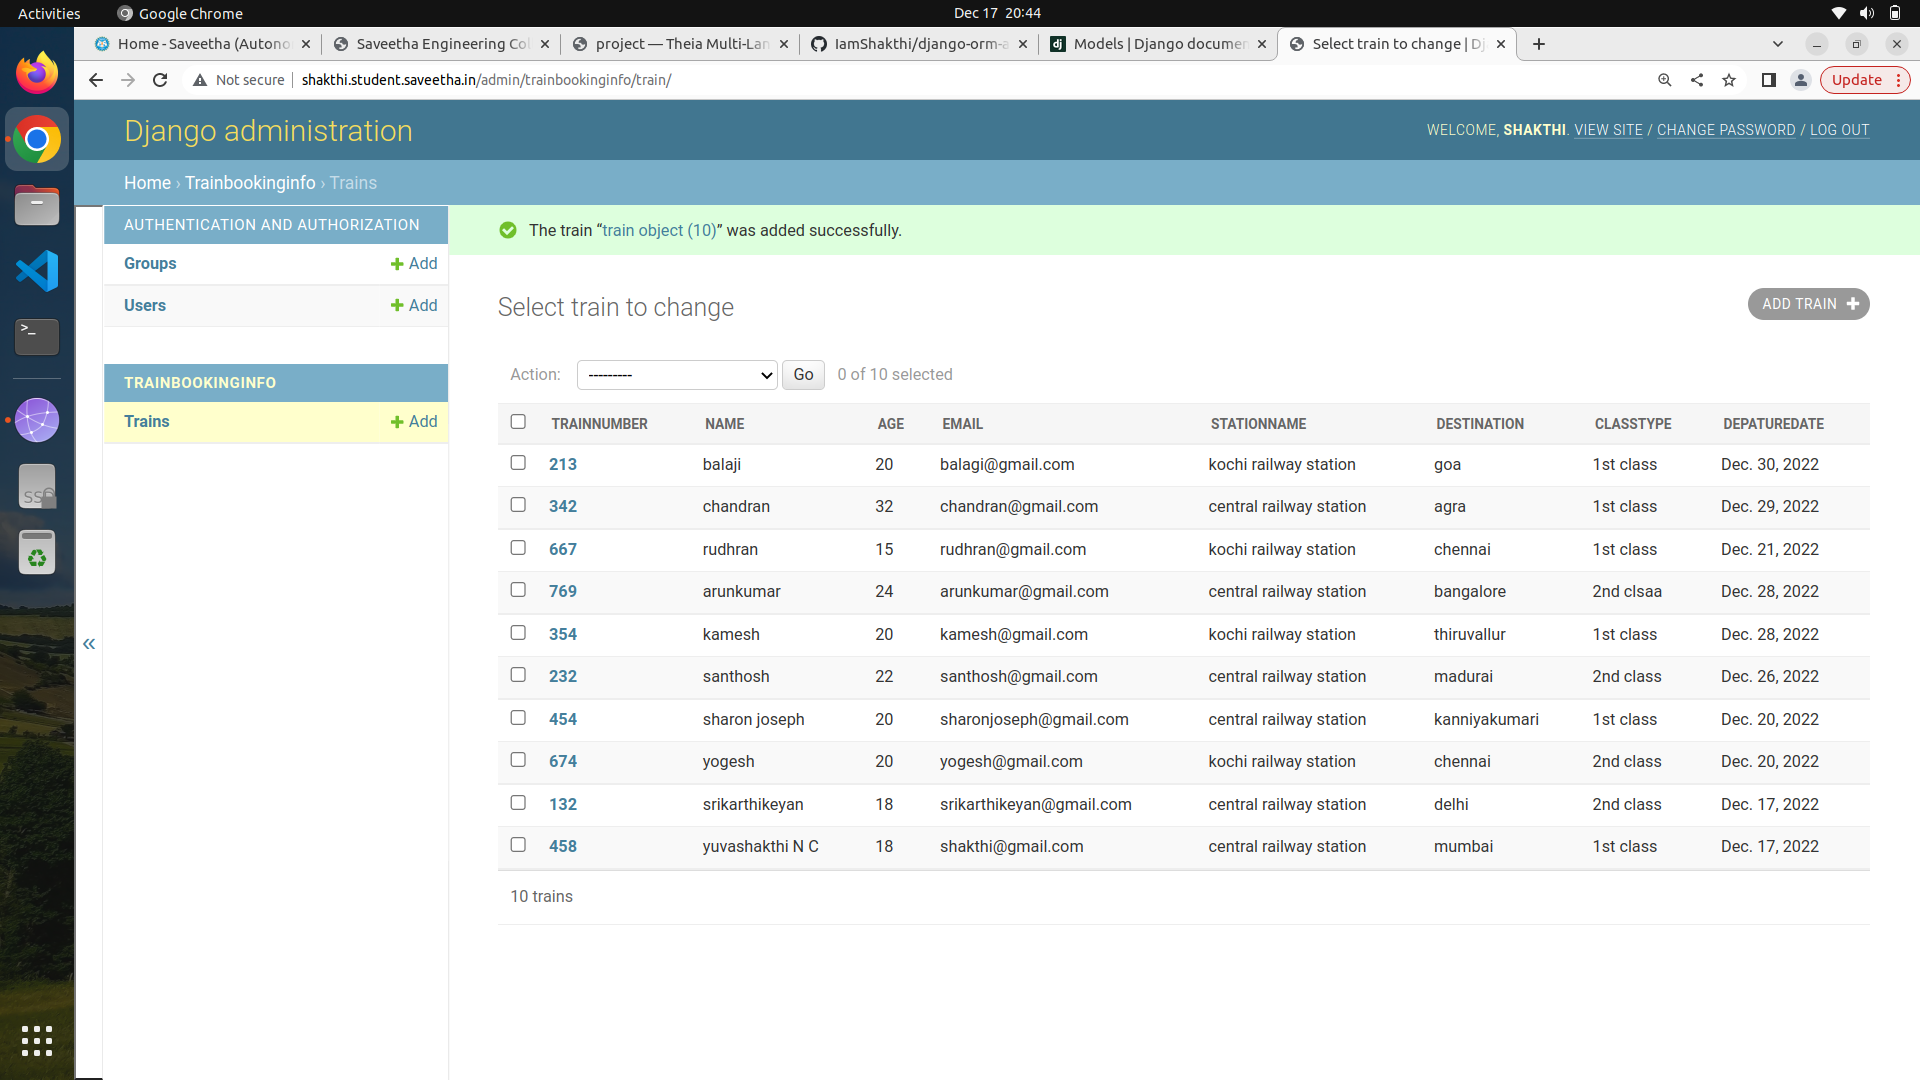 Activities
Google Chrome
Dec 17 20:44
Home - Saveetha (Autono
Saveetha Engineering Col
project — Theia Multi-Lan
IamShakthi/django-orm-a
Models | Django documen
Select train to change | Dj
Not secure
shakthi.student.saveetha.in/admin/trainbookinginfo/train/
Update
Django administration
WELCOME, SHAKTHI. VIEW SITE / CHANGE PASSWORD / LOG OUT
Home › Trainbookinginfo › Trains
AUTHENTICATION AND AUTHORIZATION
Groups
Add
Users
Add
TRAINBOOKINGINFO
Trains
Add
«
>_
SSD
dj
The train “train object (10)” was added successfully.
Select train to change
ADD TRAIN
Action: --------- Go 0 of 10 selected
TRAINNUMBER NAME AGE EMAIL STATIONNAME DESTINATION CLASSTYPE DEPATUREDATE
213 balaji 20 balagi@gmail.com kochi railway station goa 1st class Dec. 30, 2022
342 chandran 32 chandran@gmail.com central railway station agra 1st class Dec. 29, 2022
667 rudhran 15 rudhran@gmail.com kochi railway station chennai 1st class Dec. 21, 2022
769 arunkumar 24 arunkumar@gmail.com central railway station bangalore 2nd clsaa Dec. 28, 2022
354 kamesh 20 kamesh@gmail.com kochi railway station thiruvallur 1st class Dec. 28, 2022
232 santhosh 22 santhosh@gmail.com central railway station madurai 2nd class Dec. 26, 2022
454 sharon joseph 20 sharonjoseph@gmail.com central railway station kanniyakumari 1st class Dec. 20, 2022
674 yogesh 20 yogesh@gmail.com kochi railway station chennai 2nd class Dec. 20, 2022
132 srikarthikeyan 18 srikarthikeyan@gmail.com central railway station delhi 2nd class Dec. 17, 2022
458 yuvashakthi N C 18 shakthi@gmail.com central railway station mumbai 1st class Dec. 17, 2022
10 trains